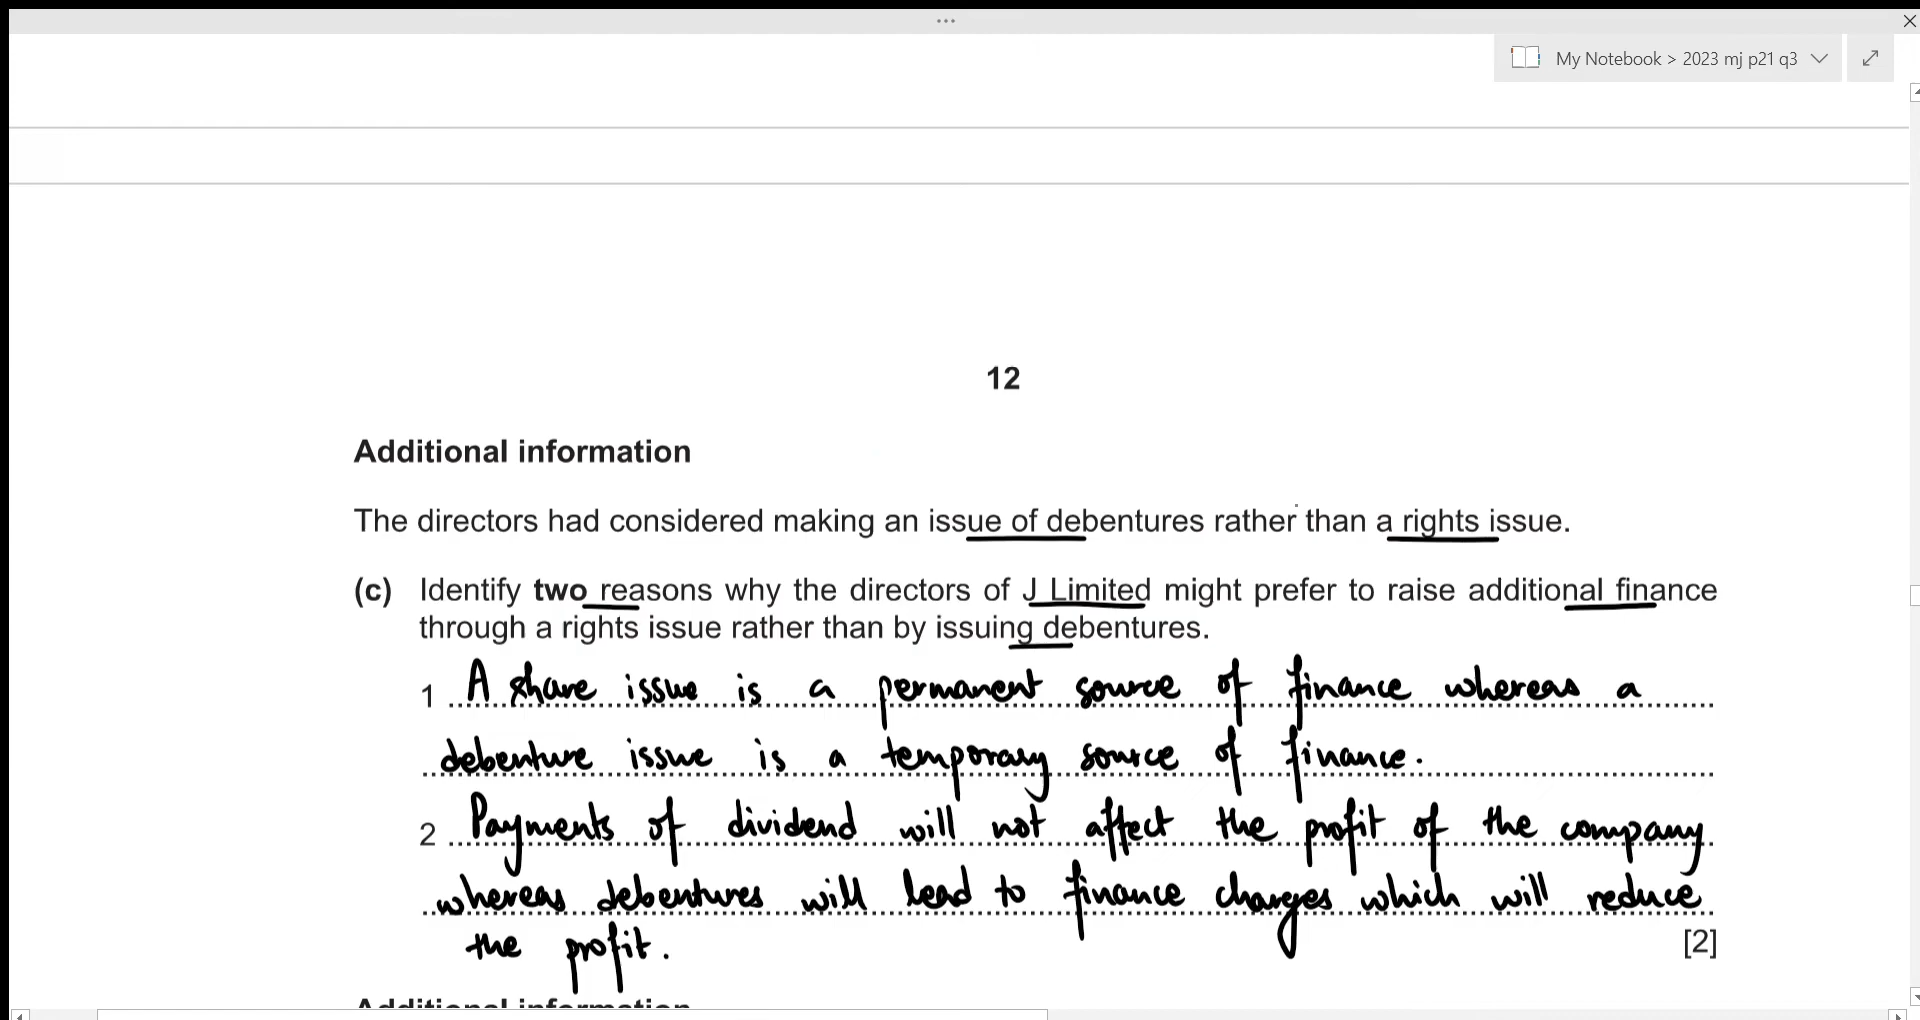 My Notebook > 2023 mj p21 q3
12
Additional information
The directors had considered making an issue of debentures rather than a rights issue.
(c) Identify two reasons why the directors of J Limited might prefer to raise additional finance
through a rights issue rather than by issuing debentures.
1 A share issue is a permanent source of finance whereas a
debenture issue is a temporary source of finance.
2 Payments of dividend will not affect the profit of the company
whereas debentures will lead to finance charges which will reduce
the profit.
[2]
Additional information